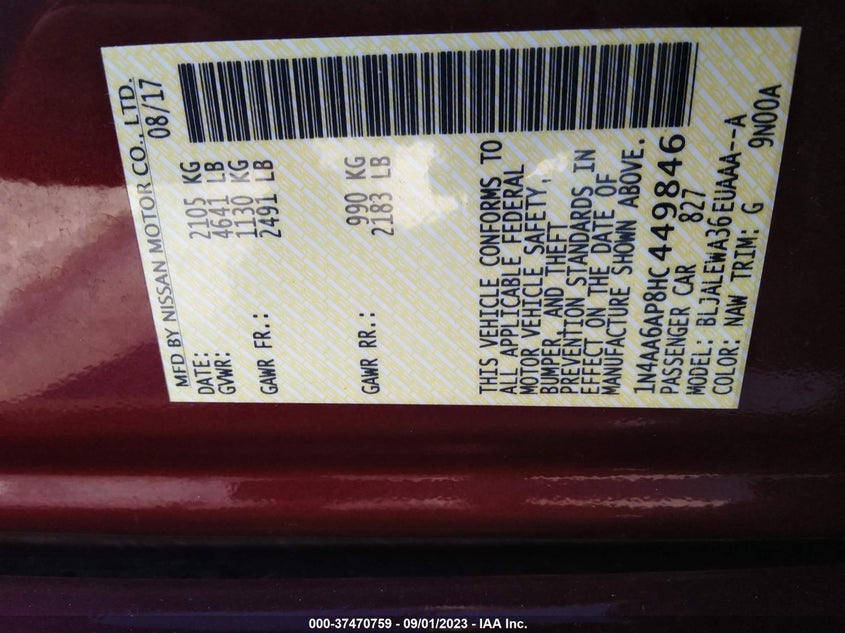 MFD BY NISSAN MOTOR CO., LTD.
DATE: 08/17
GVWR: 2105 KG
4641 LB
GAWR FR.: 1130 KG
2491 LB
GAWR RR.: 990 KG
2183 LB
THIS VEHICLE CONFORMS TO
ALL APPLICABLE FEDERAL
MOTOR VEHICLE SAFETY,
BUMPER, AND THEFT
PREVENTION STANDARDS IN
EFFECT ON THE DATE OF
MANUFACTURE SHOWN ABOVE.
1N4AA6AP8HC449846
PASSENGER CAR 827
MODEL: BLJALEWA36EUAAA--A
COLOR: NAW TRIM: G 9N00A
000-37470759 - 09/01/2023 - IAA Inc.